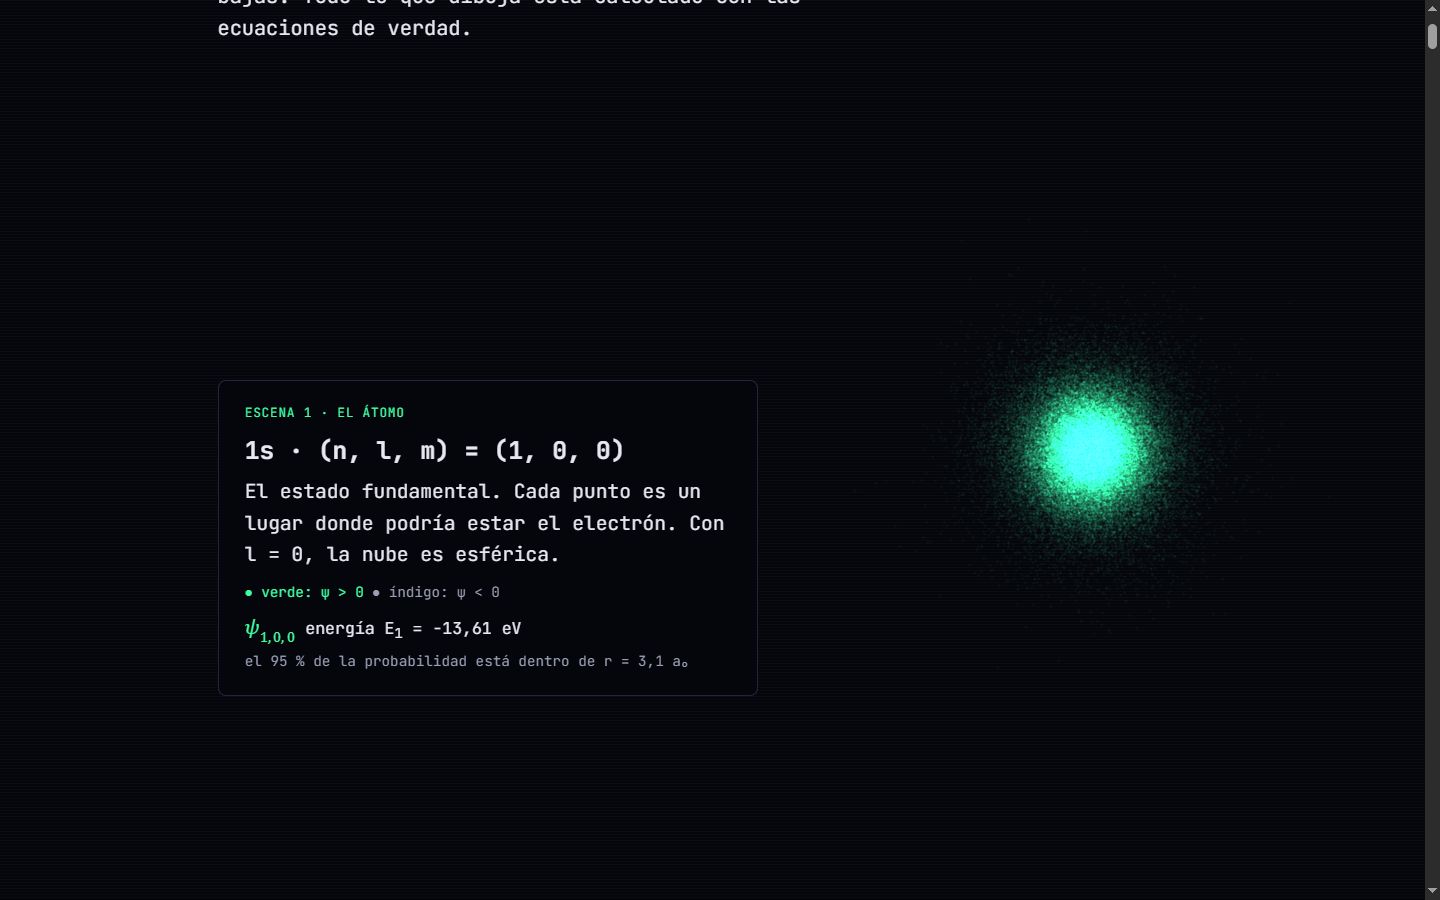 ecuaciones de verdad.
ESCENA 1 · EL ÁTOMO
1s · (n, l, m) = (1, 0, 0)
El estado fundamental. Cada punto es un
lugar donde podría estar el electrón. Con
l = 0, la nube es esférica.
● verde: ψ > 0 ● índigo: ψ < 0
ψ1,0,0 energía E1 = -13,61 eV
el 95 % de la probabilidad está dentro de r = 3,1 a₀